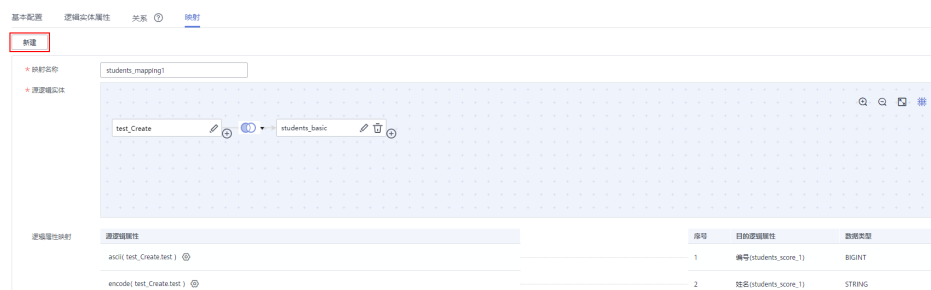 基本配置 逻辑实体属性 关系 ? 映射
新建
* 映射名称 students_mapping1
* 源逻辑实体
test_Create students_basic
逻辑属性映射 源逻辑属性 序号 目的逻辑属性 数据类型
ascii( test_Create.test ) 1 编号(students_score_1) BIGINT
encode( test_Create.test ) 2 姓名(students_score_1) STRING